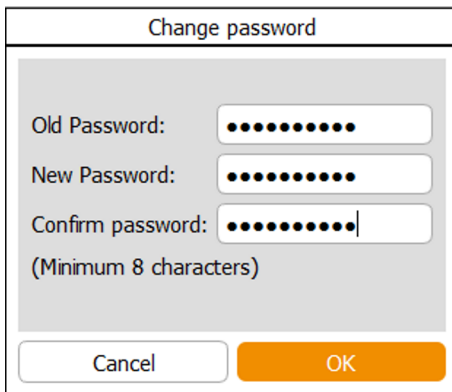 Change password
Old Password: ••••••••••
New Password: ••••••••••
Confirm password: ••••••••••
(Minimum 8 characters)
Cancel OK